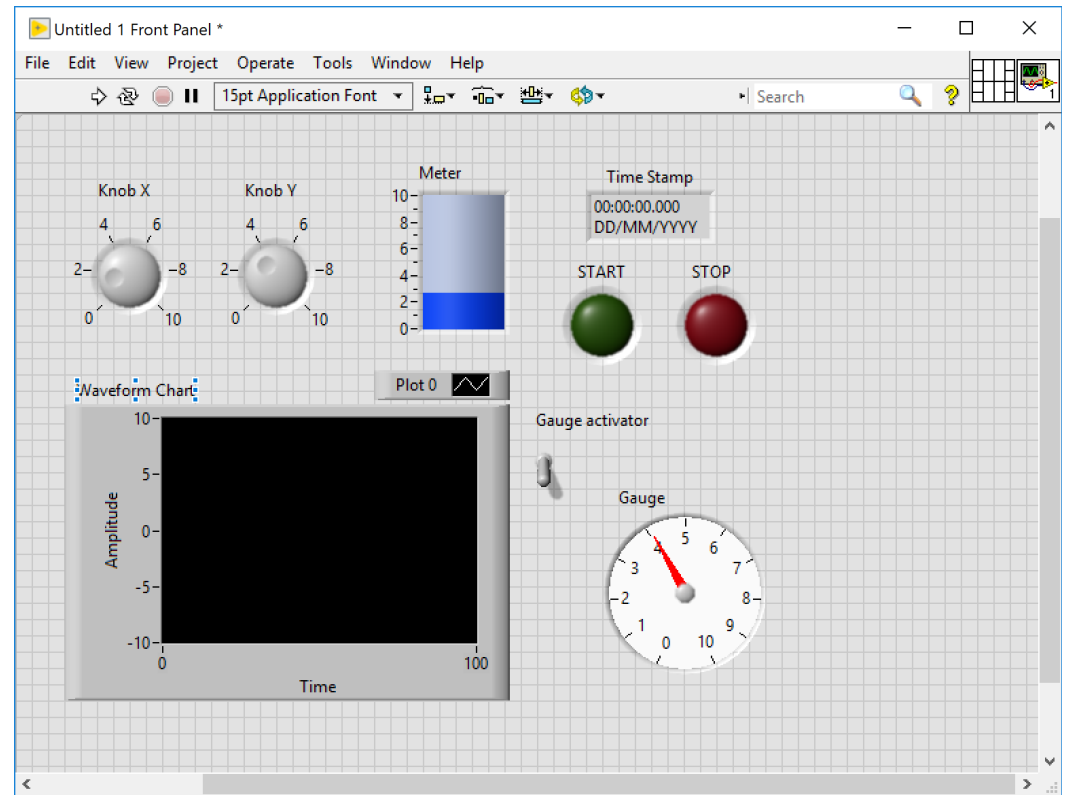 Untitled 1 Front Panel *
File Edit View Project Operate Tools Window Help
15pt Application Font
Search
1
Knob X
4 6
2 8
0 10
Knob Y
4 6
2 8
0 10
Meter
10
8
6
4
2
0
Time Stamp
00:00:00.000
DD/MM/YYYY
START STOP
Waveform Chart
Plot 0
10
5
0
-5
-10
Amplitude
0 100
Time
Gauge activator
Gauge
4 5 6
3 7
2 8
1 9
0 10